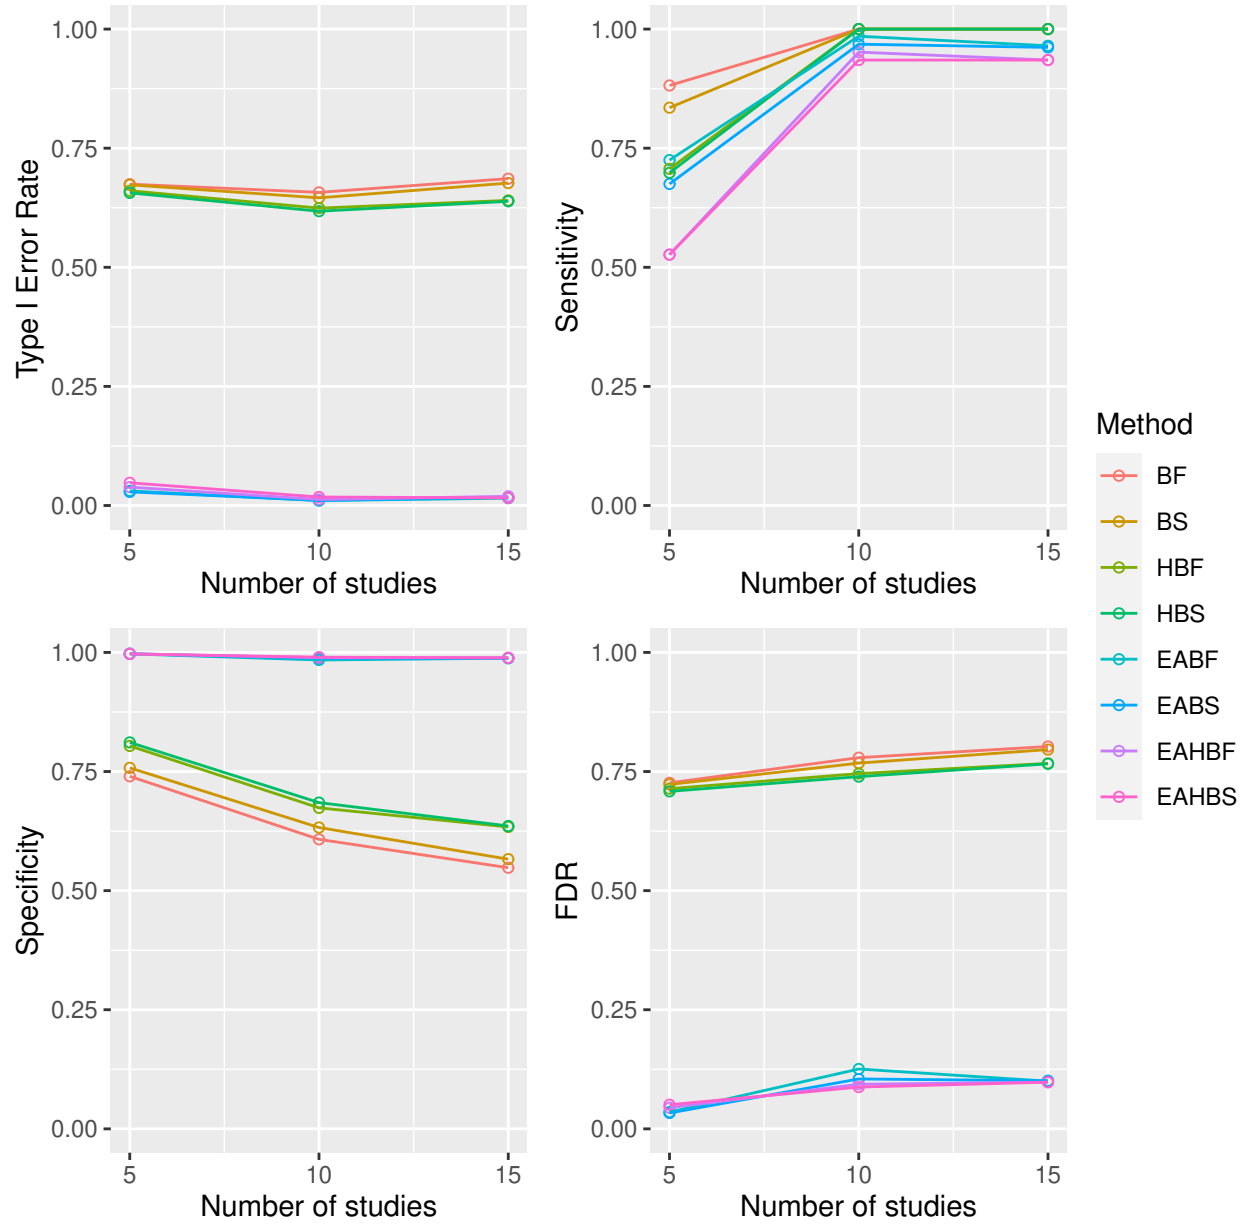 1.00
0.75
0.50
0.25
0.00
Type I Error Rate
5
10
15
Number of studies
1.00
0.75
0.50
0.25
0.00
Sensitivity
5
10
15
Number of studies
1.00
0.75
0.50
0.25
0.00
Specificity
5
10
15
Number of studies
1.00
0.75
0.50
0.25
0.00
FDR
5
10
15
Number of studies
Method
BF
BS
HBF
HBS
EABF
EABS
EAHBF
EAHBS